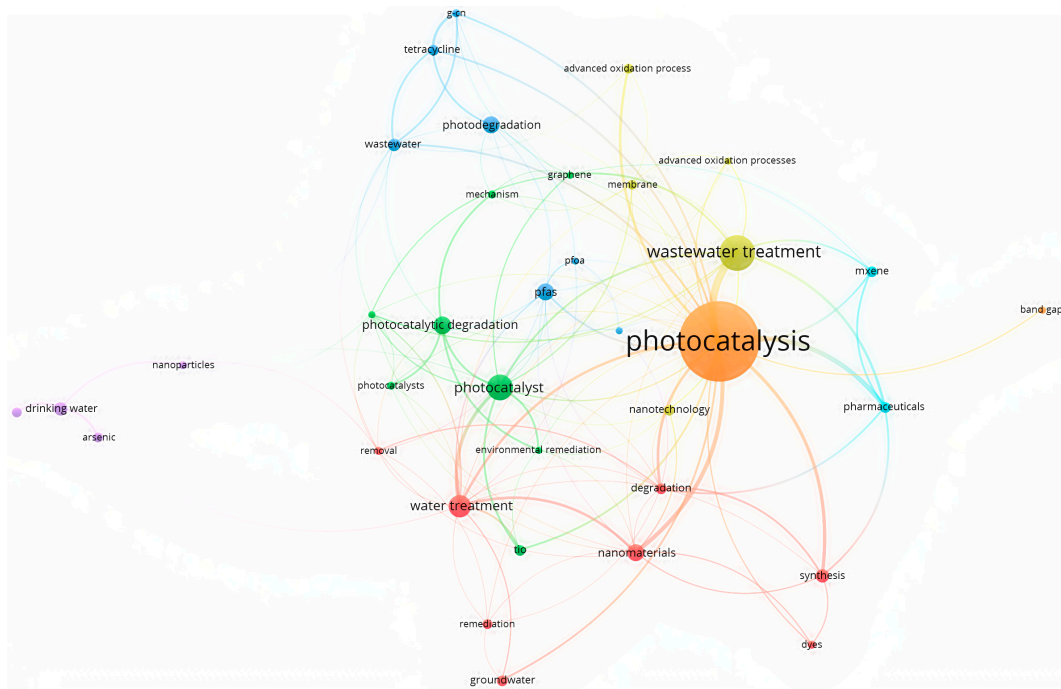 g-cn
tetracycline
advanced oxidation process
photodegradation
wastewater
advanced oxidation processes
graphene
membrane
mechanism
wastewater treatment
pfoa
mxene
pfas
band gap
photocatalytic degradation
photocatalysis
nanoparticles
photocatalysts
photocatalyst
drinking water
nanotechnology
pharmaceuticals
arsenic
removal
environmental remediation
degradation
water treatment
tio
nanomaterials
synthesis
remediation
dyes
groundwater